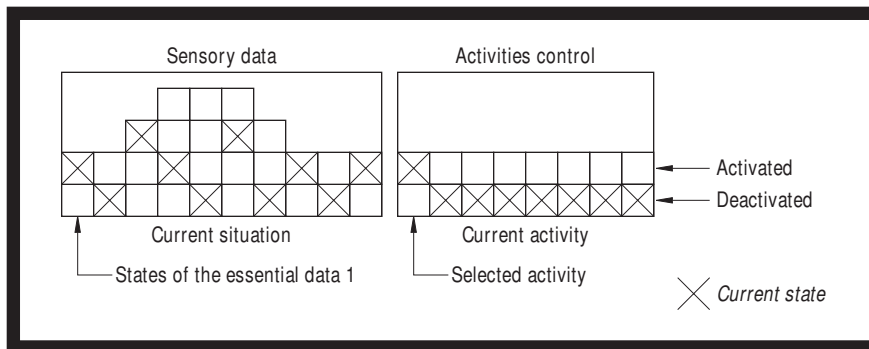 Sensory data
Activities control
Activated
Deactivated
Current situation
Current activity
States of the essential data 1
Selected activity
Current state